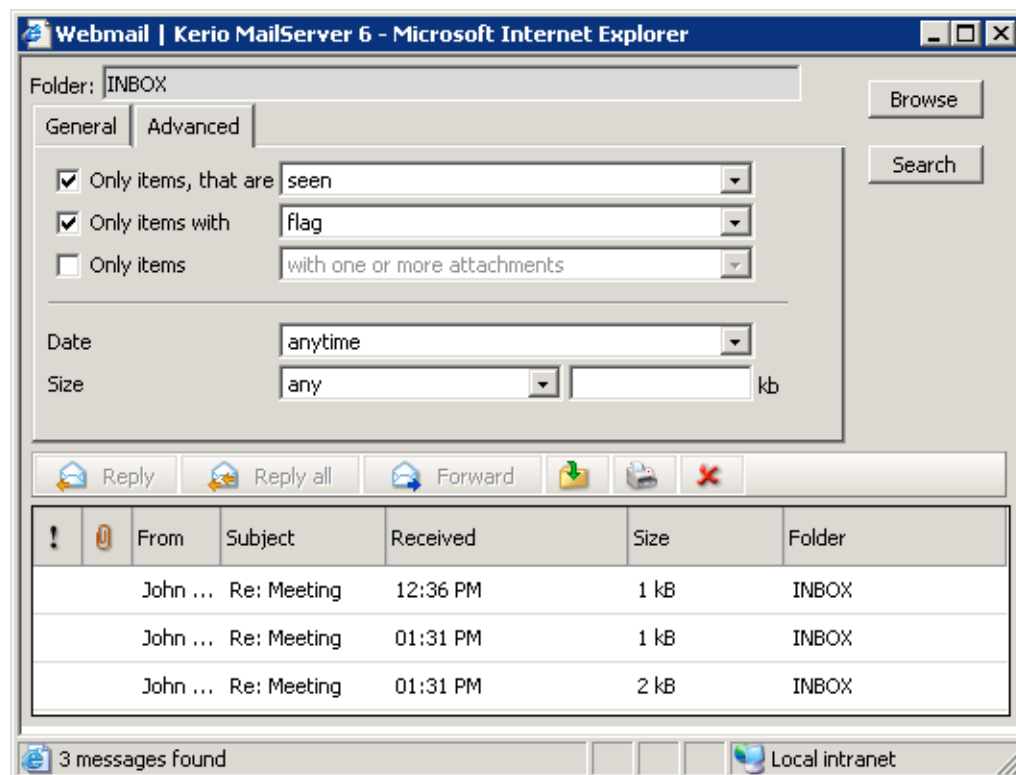 Webmail | Kerio MailServer 6 - Microsoft Internet Explorer
Folder: INBOX
Browse
General Advanced
Search
Only items, that are seen
Only items with flag
Only items with one or more attachments
Date anytime
Size any kb
Reply Reply all Forward
! From Subject Received Size Folder
John ... Re: Meeting 12:36 PM 1 kB INBOX
John ... Re: Meeting 01:31 PM 1 kB INBOX
John ... Re: Meeting 01:31 PM 2 kB INBOX
3 messages found Local intranet